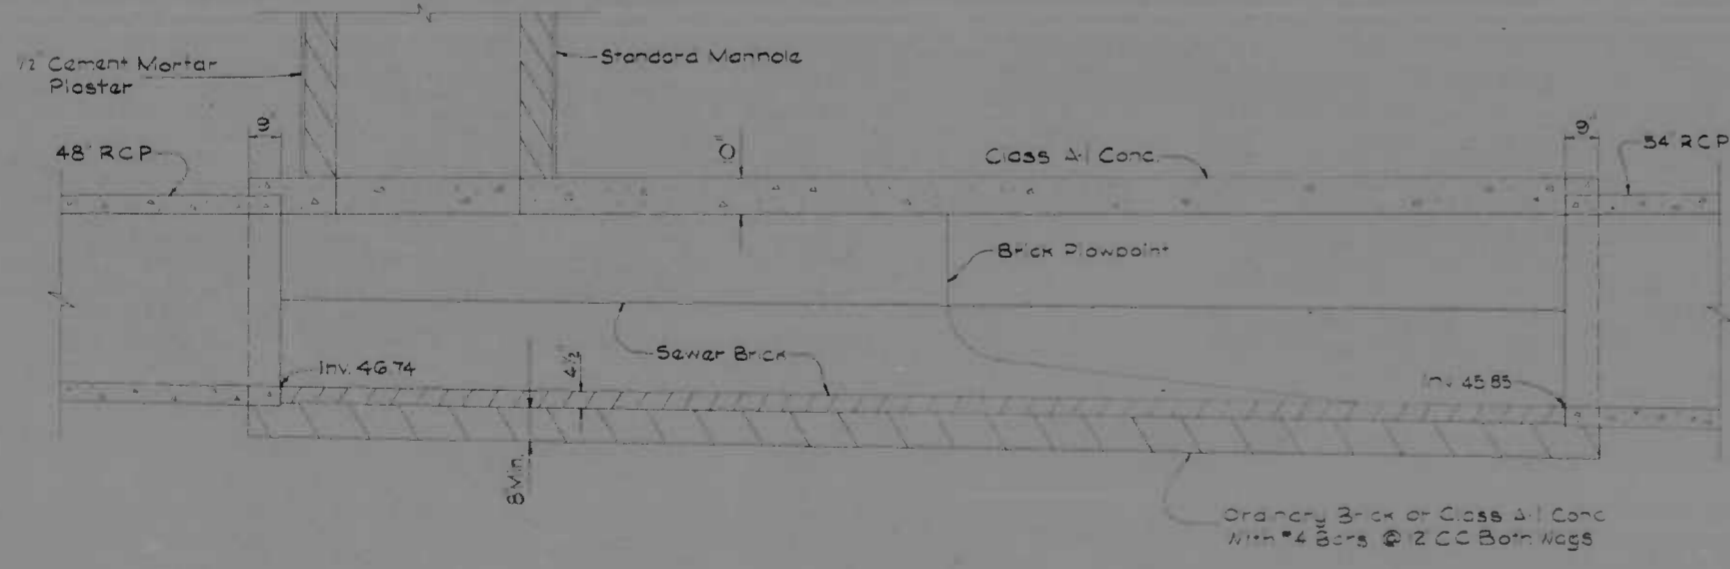 1/2" Cement Mortar
Plaster
Standard Manhole
9"
48" RCP
10"
Class A-1 Conc.
9"
54" RCP
Brick Plowpoint
Sewer Brick
4 1/2"
Inv. 46.74
Inv. 45.85
8" Min.
Ordinary Brick or Class A-1 Conc
With #4 Bars @ 12" CC Both Ways